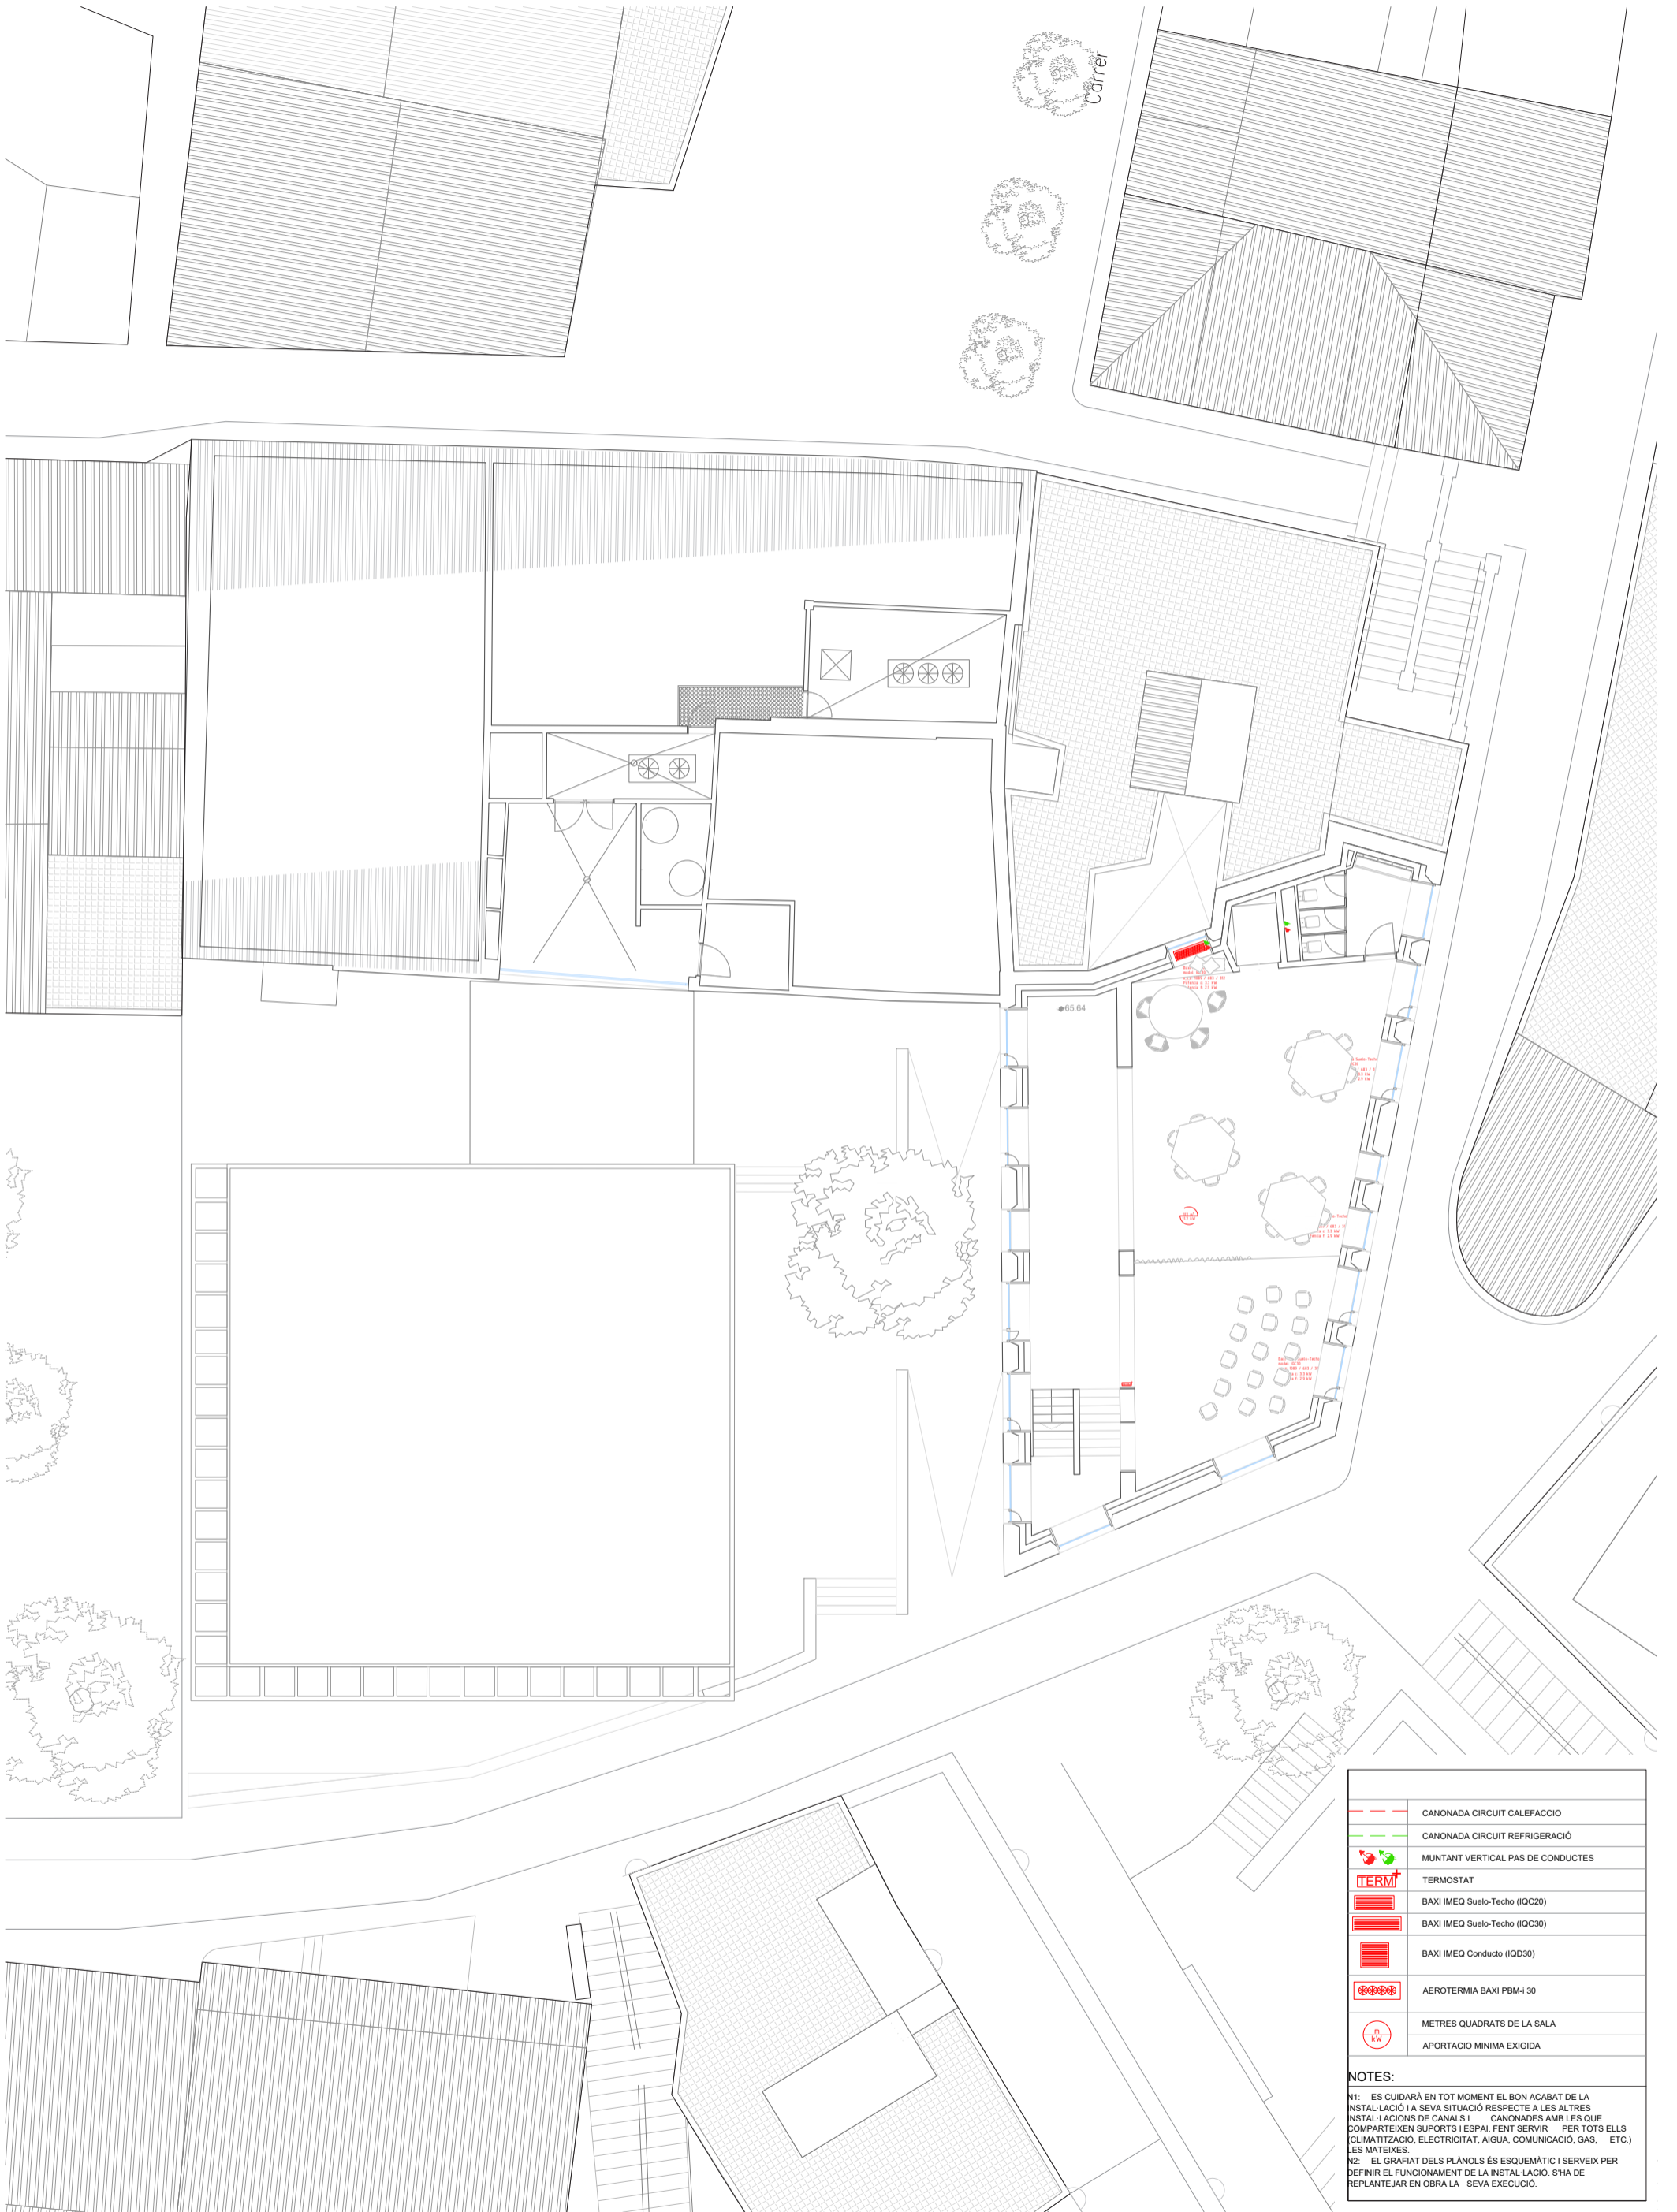 Carrer
65.64
CANONADA CIRCUIT CALEFACCIO
CANONADA CIRCUIT REFRIGERACIÓ
MUNTANT VERTICAL PAS DE CONDUCTES
TERM
TERMOSTAT
BAXI IMEQ Suelo-Techo (IQC20)
BAXI IMEQ Suelo-Techo (IQC30)
BAXI IMEQ Conducto (IQD30)
AEROTERMIA BAXI PBM-i 30
m
kW
METRES QUADRATS DE LA SALA
APORTACIO MINIMA EXIGIDA
NOTES:
N1: ES CUIDARÀ EN TOT MOMENT EL BON ACABAT DE LA
INSTAL·LACIÓ I A SEVA SITUACIÓ RESPECTE A LES ALTRES
INSTAL·LACIONS DE CANALS I CANONADES AMB LES QUE
COMPARTEIXEN SUPORTS I ESPAI. FENT SERVIR PER TOTS ELLS
(CLIMATITZACIÓ, ELECTRICITAT, AIGUA, COMUNICACIÓ, GAS, ETC.)
LES MATEIXES.
N2: EL GRAFIAT DELS PLÀNOLS ÉS ESQUEMÀTIC I SERVEIX PER
DEFINIR EL FUNCIONAMENT DE LA INSTAL·LACIÓ. S'HA DE
REPLANTEJAR EN OBRA LA SEVA EXECUCIÓ.